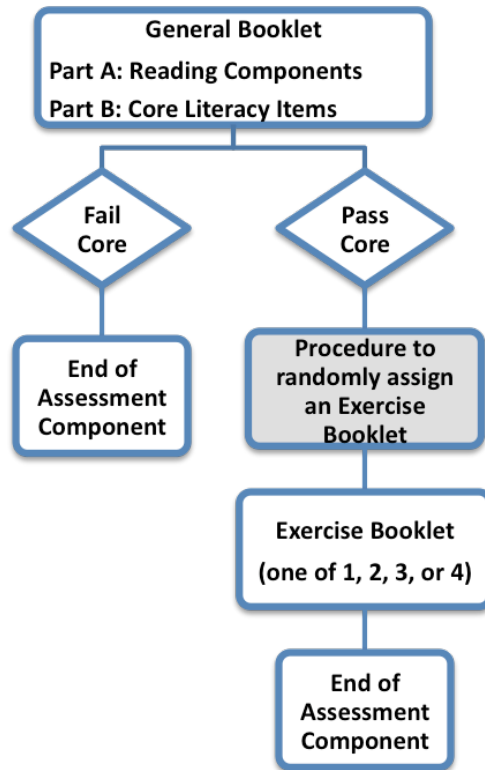 General Booklet
Part A: Reading Components
Part B: Core Literacy Items
Fail
Core
Pass
Core
End of
Assessment
Component
Procedure to
randomly assign
an Exercise
Booklet
Exercise Booklet
(one of 1, 2, 3, or 4)
End of
Assessment
Component